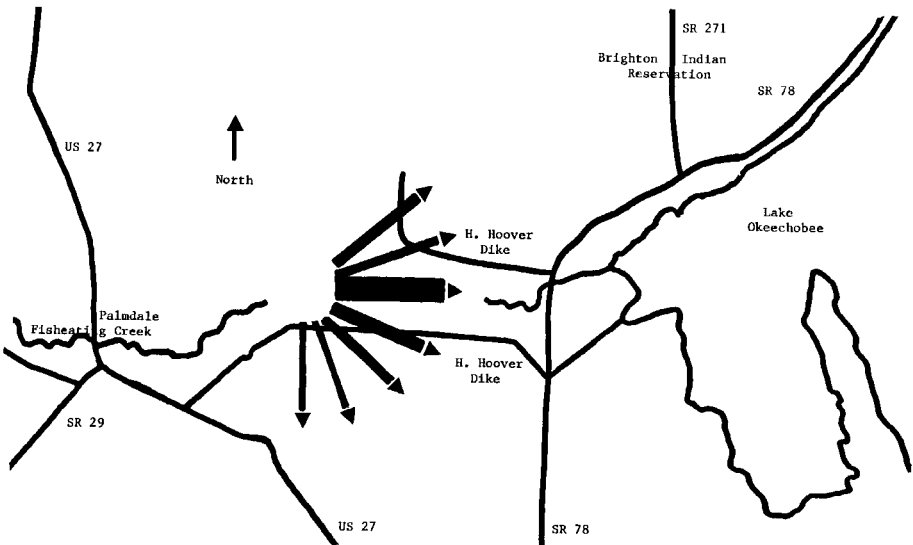 SR 271
Brighton Indian
Reservation
SR 78
US 27
North
Lake
Okeechobee
H. Hoover
Dike
Palmdale
Fisheating Creek
H. Hoover
Dike
SR 29
US 27
SR 78